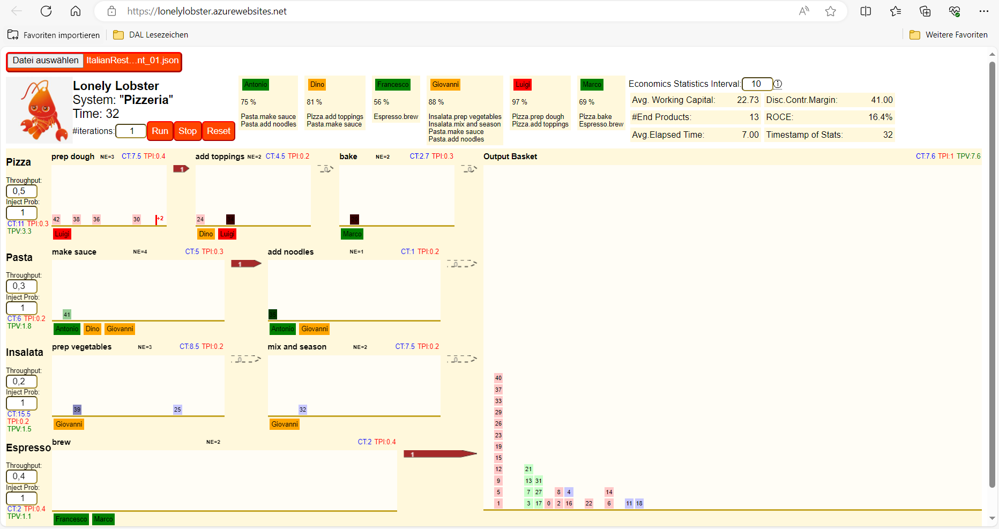 https://lonelylobster.azurewebsites.net
Favoriten importieren
DAL Lesezeichen
Weitere Favoriten
Datei auswählen ItalianRest...nt_01.json
Lonely Lobster
System: "Pizzeria"
Time: 32
#iterations: 1 Run Stop Reset
Antonio
75 %
Pasta.make sauce
Pasta.add noodles
Dino
81 %
Pizza.add toppings
Pasta.make sauce
Francesco
56 %
Espresso.brew
Giovanni
88 %
Insalata.prep vegetables
Insalata.mix and season
Pasta.make sauce
Pasta.add noodles
Luigi
97 %
Pizza.prep dough
Pizza.add toppings
Marco
69 %
Pizza.bake
Espresso.brew
Economics Statistics Interval: 10
Avg. Working Capital: 22.73 Disc.Contr.Margin: 41.00
#End Products: 13 ROCE: 16.4%
Avg.Elapsed Time: 7.00 Timestamp of Stats: 32
Pizza
Throughput:
0,5
Inject Prob:
1
CT:11 TPI:0.3
TPV:3.3
prep dough NE=3 CT:7.5 TPI:0.4
1
42 38 36 30 +2
Luigi
add toppings NE=2 CT:4.5 TPI:0.2
0
24
Dino Luigi
bake NE=2 CT:2.7 TPI:0.3
0
Marco
Pasta
Throughput:
0,3
Inject Prob:
1
CT:6 TPI:0.2
TPV:1.8
make sauce NE=4 CT:5 TPI:0.3
1
41
Antonio Dino Giovanni
add noodles NE=1 CT:1 TPI:0.2
0
35
Antonio Giovanni
Insalata
Throughput:
0,2
Inject Prob:
1
CT:15.5
TPI:0.2
TPV:1.5
prep vegetables NE=3 CT:8.5 TPI:0.2
0
39 25
Giovanni
mix and season NE=2 CT:7.5 TPI:0.2
0
32
Giovanni
Espresso
Throughput:
0,4
Inject Prob:
1
CT:2 TPI:0.4
TPV:1.1
brew NE=2 CT:2 TPI:0.4
1
Francesco Marco
Output Basket CT:7.6 TPI:1 TPV:7.6
40
37
33
29
26
23
19
15
12 21
9 13 31
5 7 27 8 4 14
1 3 17 0 2 16 22 6 11 18